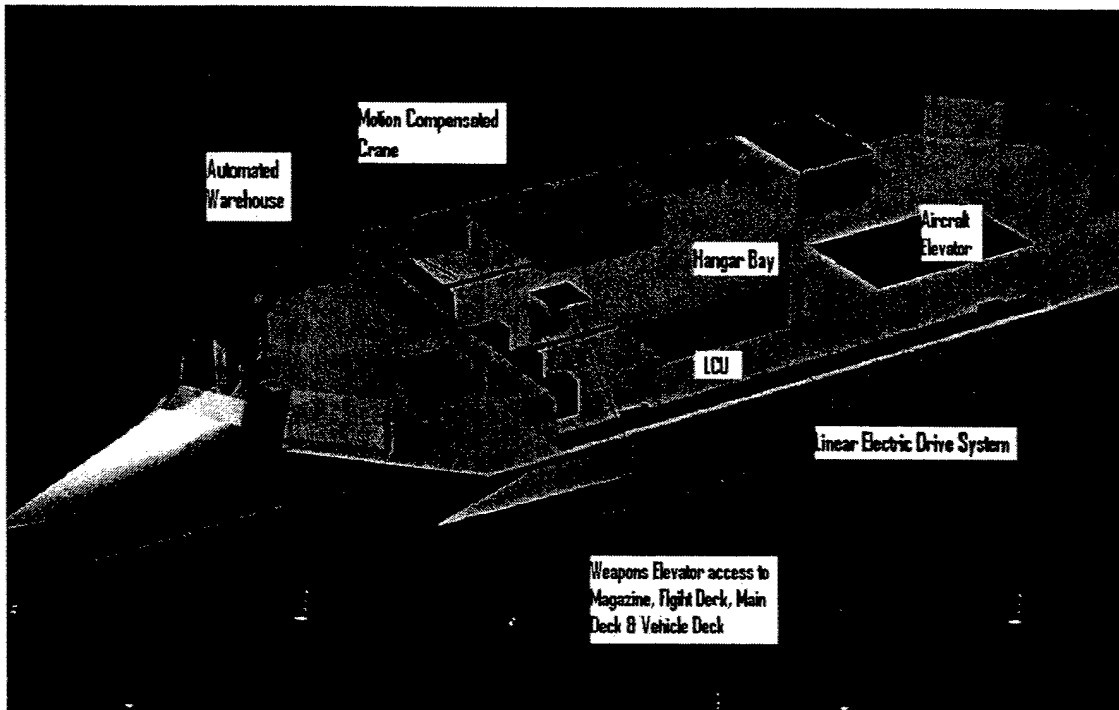 Motion Compensated
Crane
Automated
Warehouse
Aircraft
Elevator
Hangar Bay
LCU
Linear Electric Drive System
Weapons Elevator access to
Magazine, Flgiht Deck, Main
Deck & Vehicle Deck